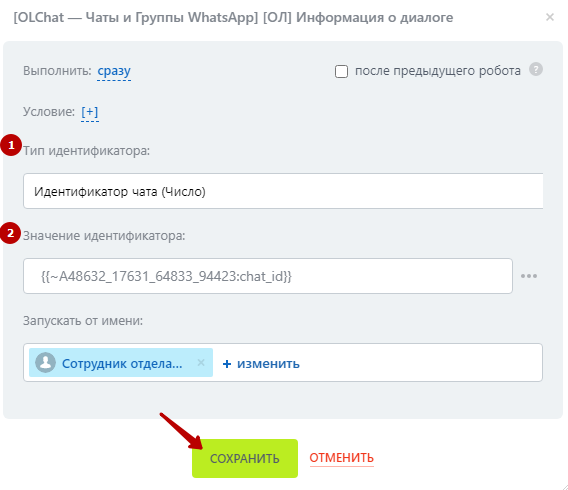 [OLChat — Чаты и Группы WhatsApp] [ОЛ] Информация о диалоге ×
Выполнить: сразу после предыдущего робота ?
Условие: [+]
1 Тип идентификатора:
Идентификатор чата (Число)
2 Значение идентификатора:
{{~A48632_17631_64833_94423:chat_id}} •••
Запускать от имени:
Сотрудник отдела... × + изменить
СОХРАНИТЬ ОТМЕНИТЬ